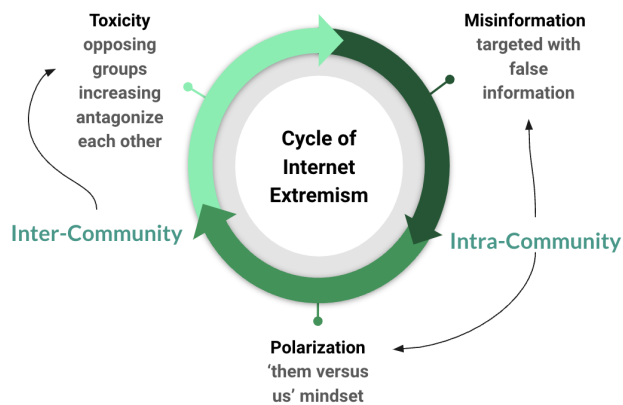 Toxicity
opposing
groups
increasing
antagonize
each other
Misinformation
targeted with
false
information
Cycle of
Internet
Extremism
Inter-Community
Intra-Community
Polarization
‘them versus
us’ mindset